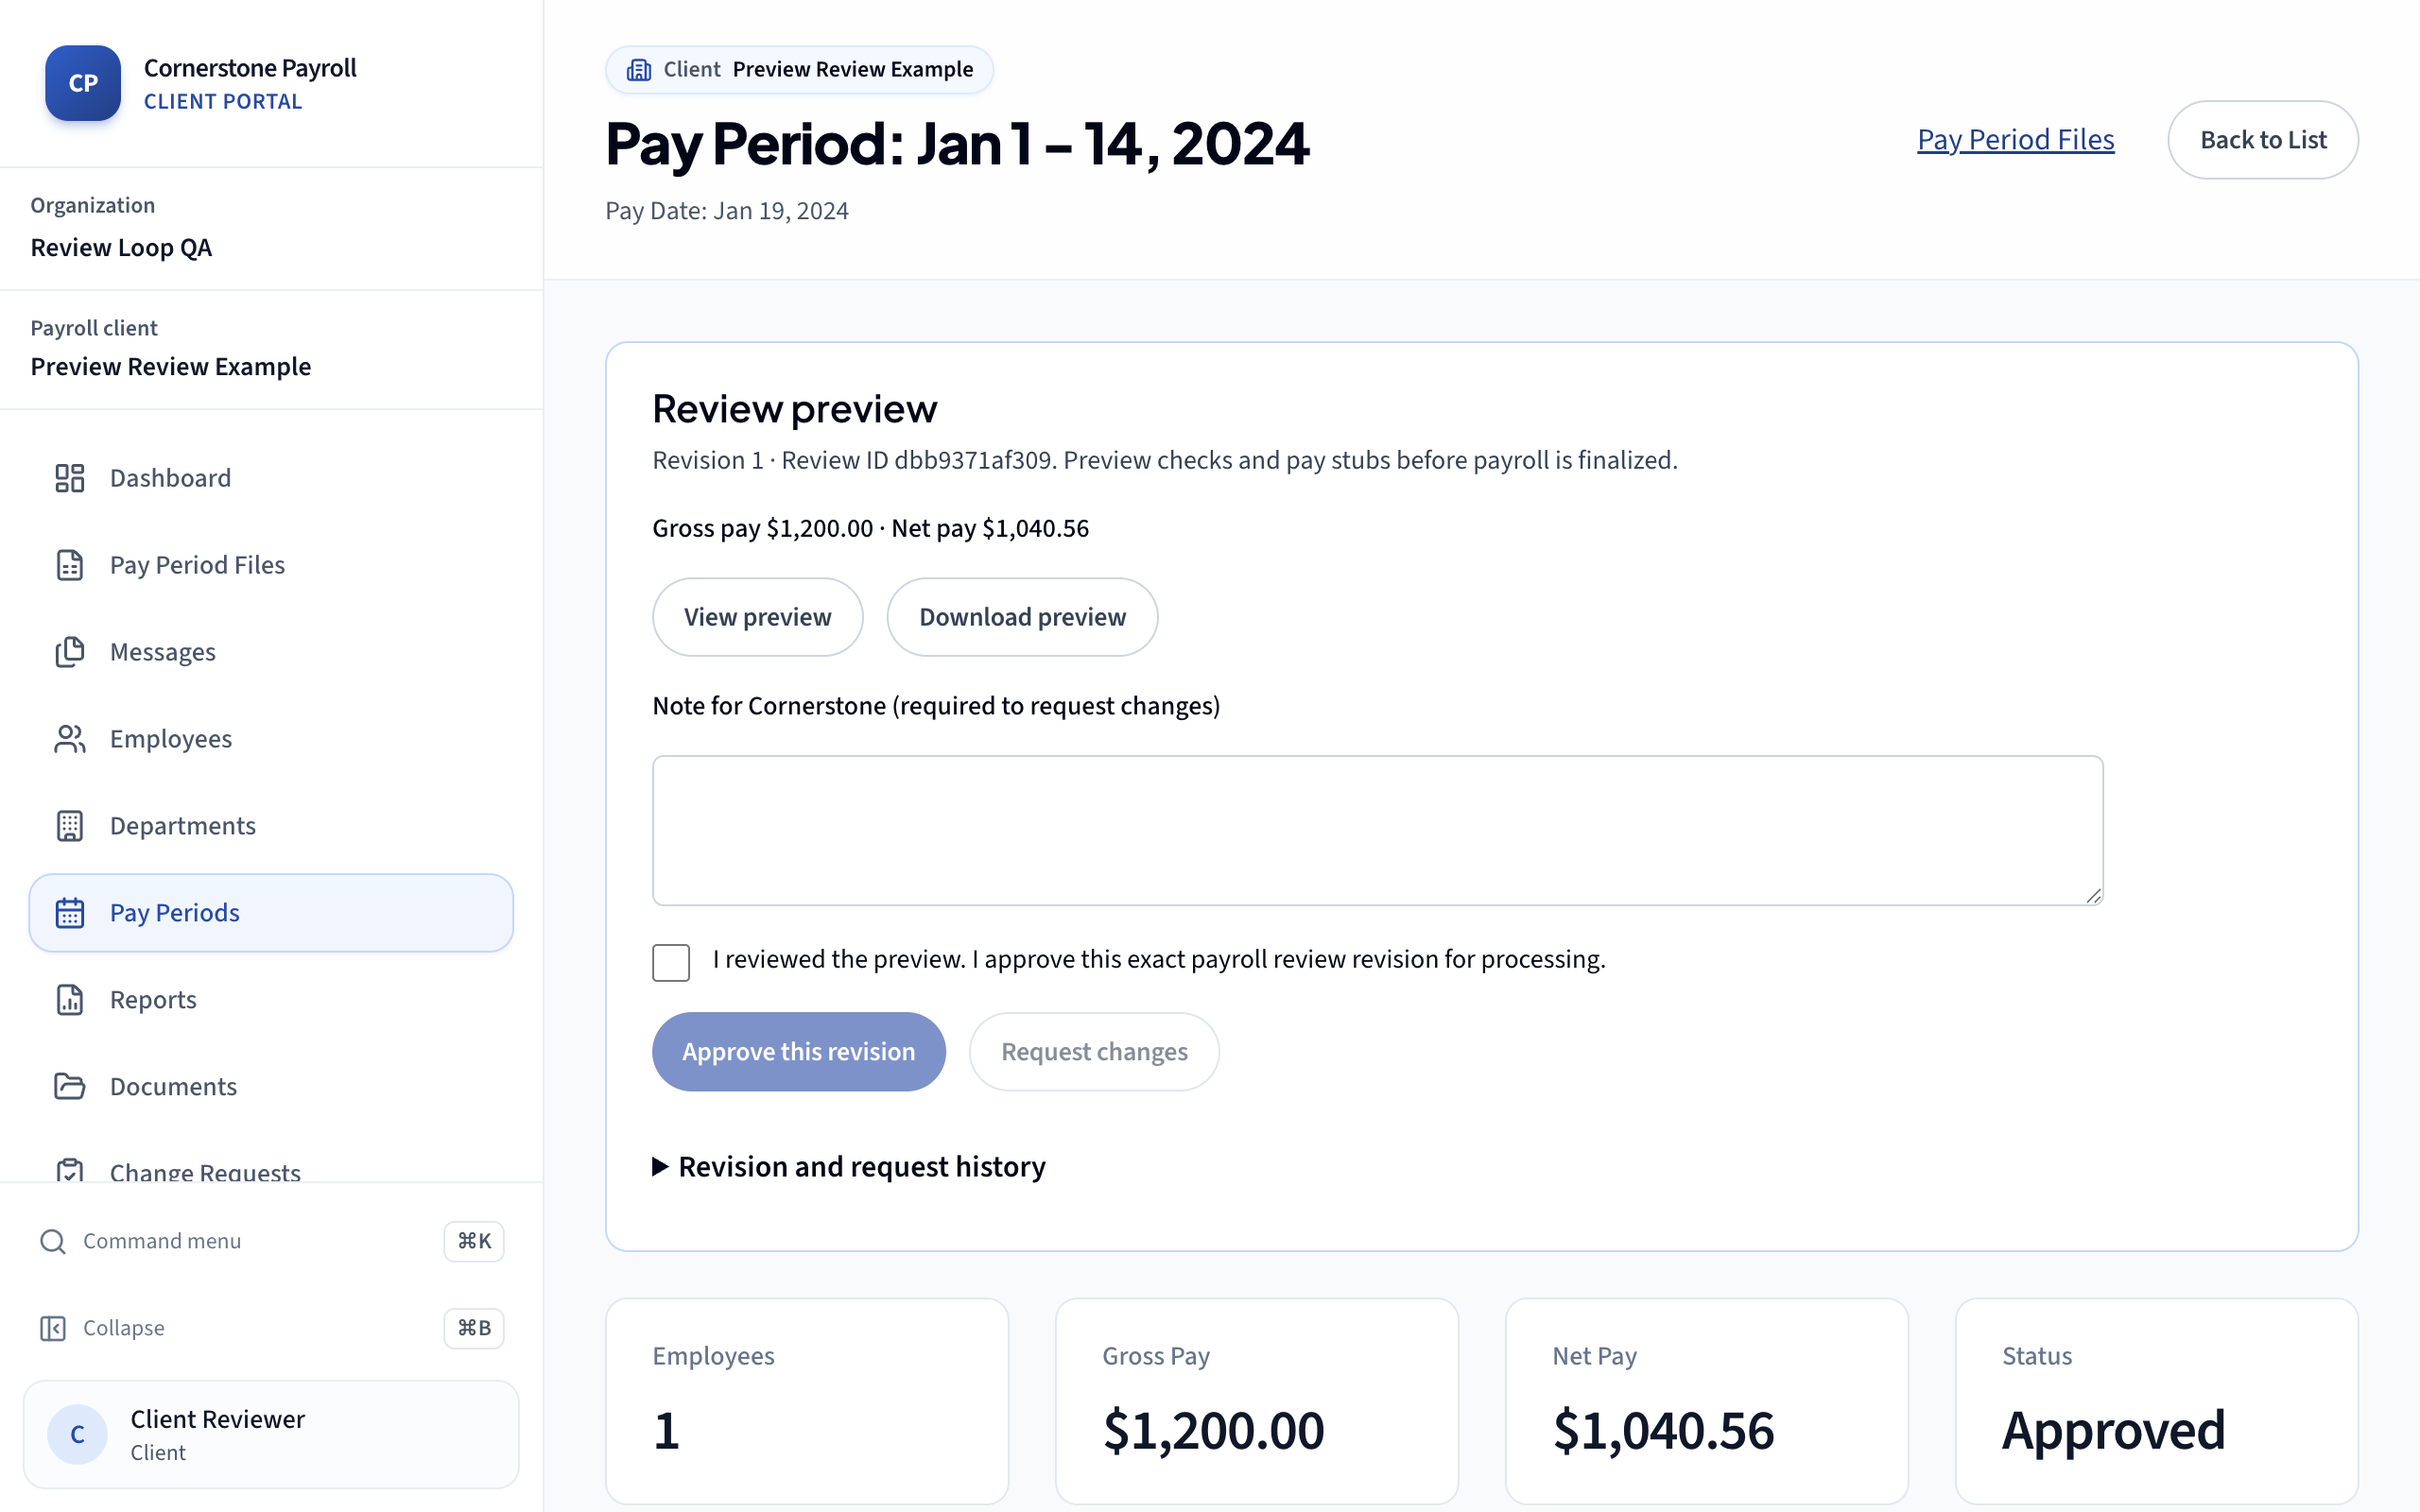 CP
Cornerstone Payroll
CLIENT PORTAL
Organization
Review Loop QA
Payroll client
Preview Review Example
Dashboard
Pay Period Files
Messages
Employees
Departments
Pay Periods
Reports
Documents
Change Requests
Command menu ⌘K
Collapse ⌘B
C
Client Reviewer
Client
Client Preview Review Example
Pay Period: Jan 1 – 14, 2024
Pay Date: Jan 19, 2024
Pay Period Files
Back to List
Review preview
Revision 1 · Review ID dbb9371af309. Preview checks and pay stubs before payroll is finalized.
Gross pay $1,200.00 · Net pay $1,040.56
View preview Download preview
Note for Cornerstone (required to request changes)
I reviewed the preview. I approve this exact payroll review revision for processing.
Approve this revision Request changes
Revision and request history
Employees
1
Gross Pay
$1,200.00
Net Pay
$1,040.56
Status
Approved